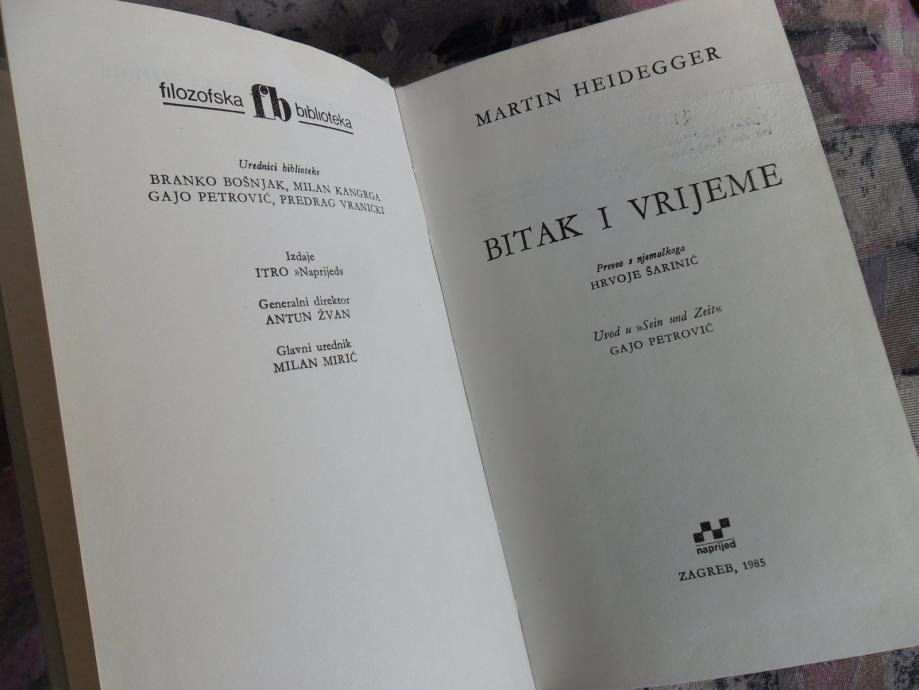 filozofska fb biblioteka
Urednici biblioteke
BRANKO BOŠNJAK, MILAN KANGRGA
GAJO PETROVIĆ, PREDRAG VRANICKI
Izdaje
ITRO »Naprijed«
Generalni direktor
ANTUN ŽVAN
Glavni urednik
MILAN MIRIĆ
MARTIN HEIDEGGER
BITAK I VRIJEME
Preveo s njemačkoga
HRVOJE ŠARINIĆ
Uvod u »Sein und Zeit«
GAJO PETROVIĆ
naprijed
ZAGREB, 1985